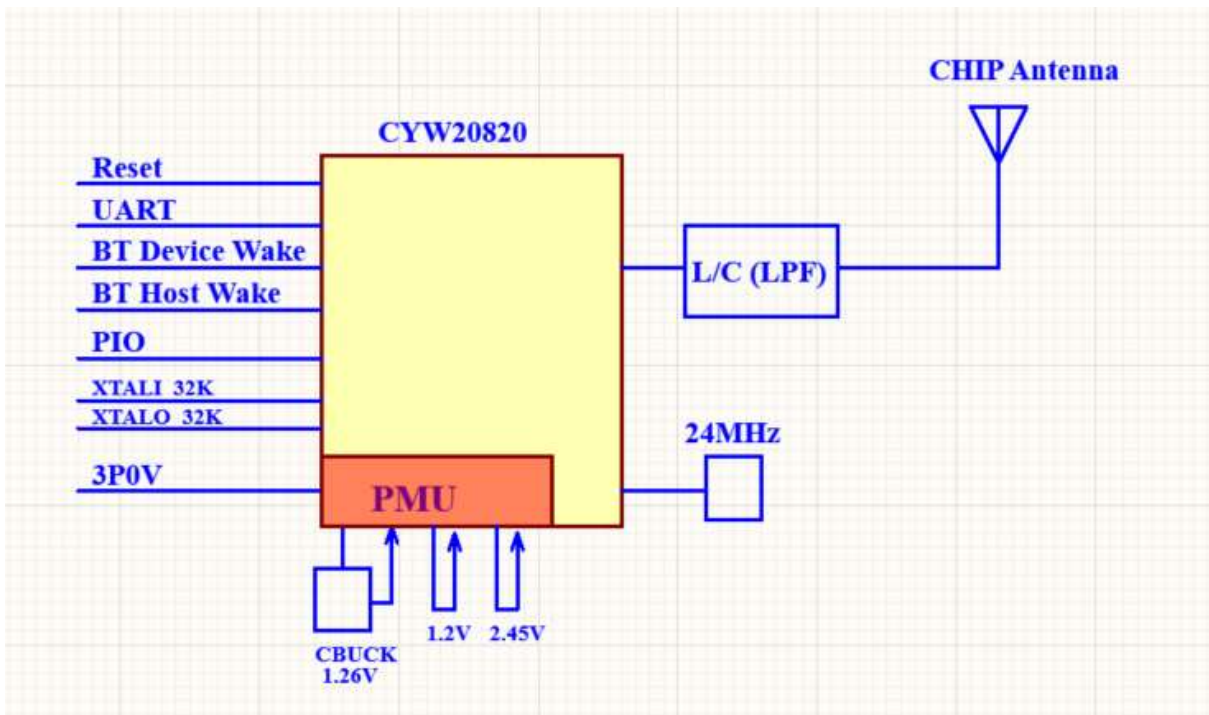 CHIP Antenna
CYW20820
Reset
UART
BT Device Wake
BT Host Wake
L/C (LPF)
PIO
XTALI 32K
XTALO 32K
24MHz
3P0V
PMU
1.2V
2.45V
CBUCK
1.26V